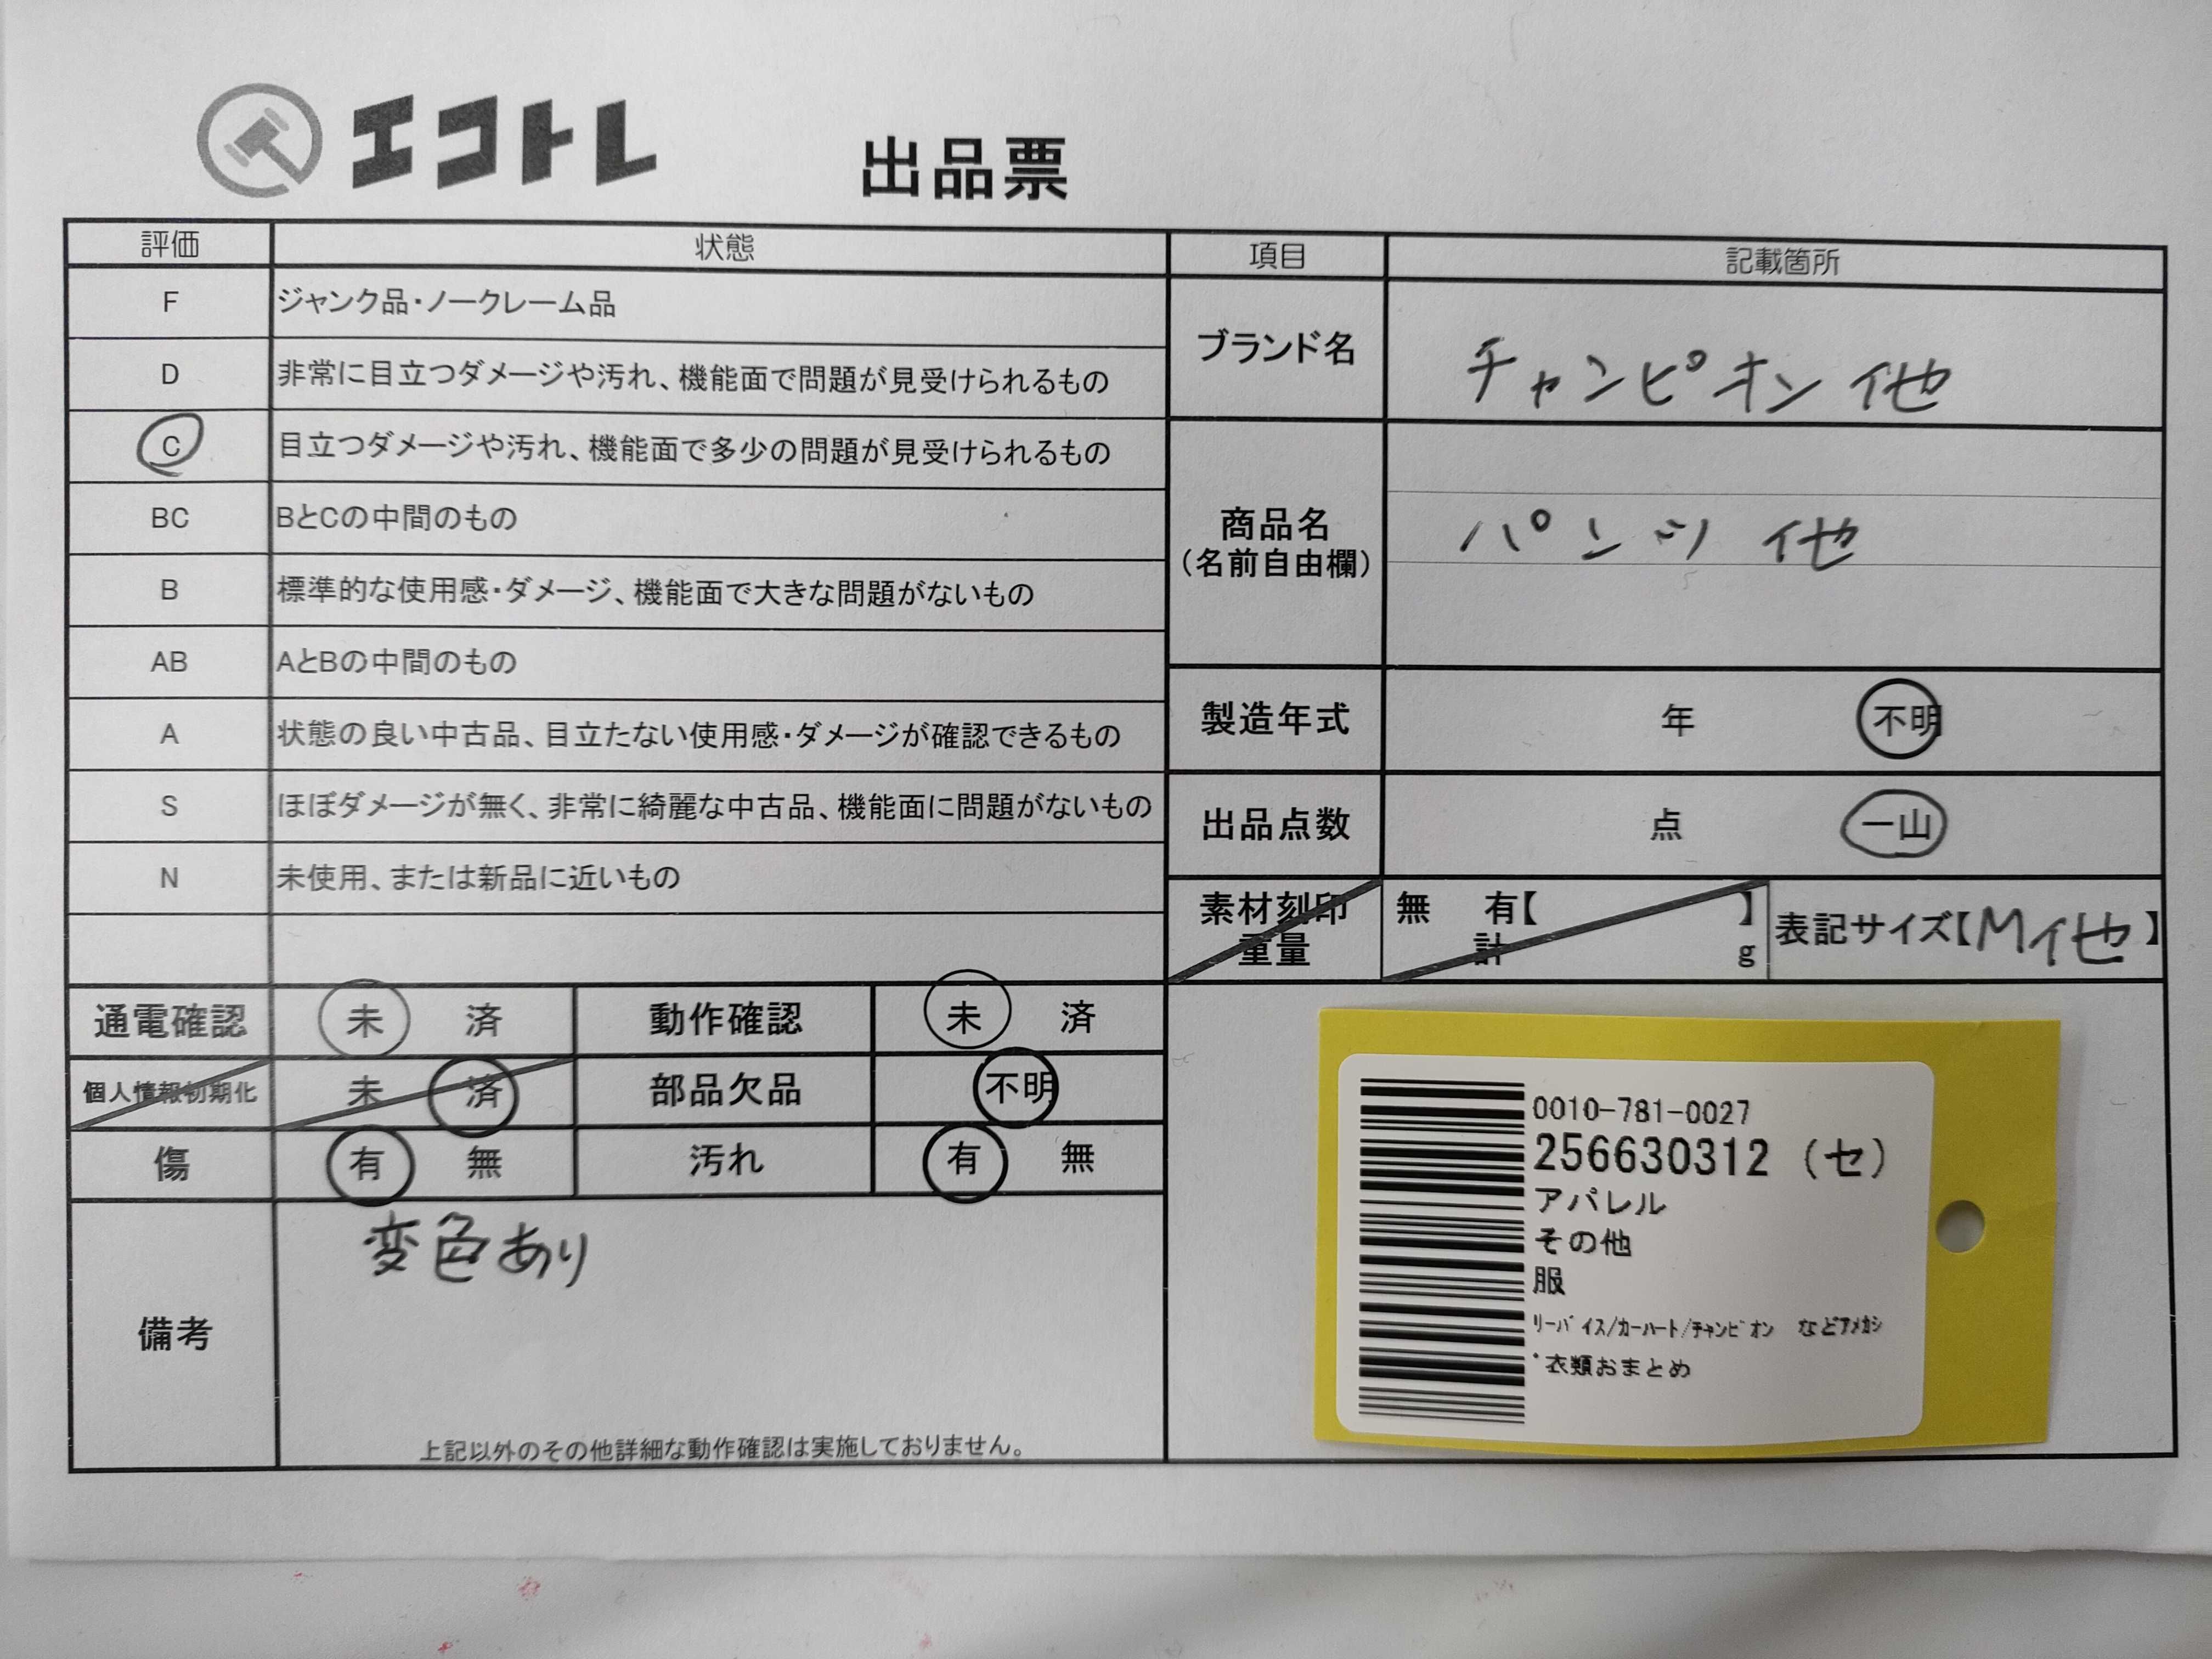 エコトレ
出品票
評価 状態
F ジャンク品・ノークレーム品
D 非常に目立つダメージや汚れ、機能面で問題が見受けられるもの
C 目立つダメージや汚れ、機能面で多少の問題が見受けられるもの
BC BとCの中間のもの
B 標準的な使用感・ダメージ、機能面で大きな問題がないもの
AB AとBの中間のもの
A 状態の良い中古品、目立たない使用感・ダメージが確認できるもの
S ほぼダメージが無く、非常に綺麗な中古品、機能面に問題がないもの
N 未使用、または新品に近いもの
通電確認 未 済 動作確認 未 済
個人情報初期化 未 済 部品欠品 不明
傷 有 無 汚れ 有 無
備考 変色あり
上記以外のその他詳細な動作確認は実施しておりません。
項目 記載箇所
ブランド名 チャンピオン 他
商品名
(名前自由欄) パンツ 他
製造年式 年 不明
出品点数 点 一山
素材刻印 無 有【 】
重量 計 g
表記サイズ【M他】
0010-781-0027
256630312 (セ)
アパレル
その他
服
リーバイス/カーハート/チャンピオン などアメカジ
゛衣類おまとめ